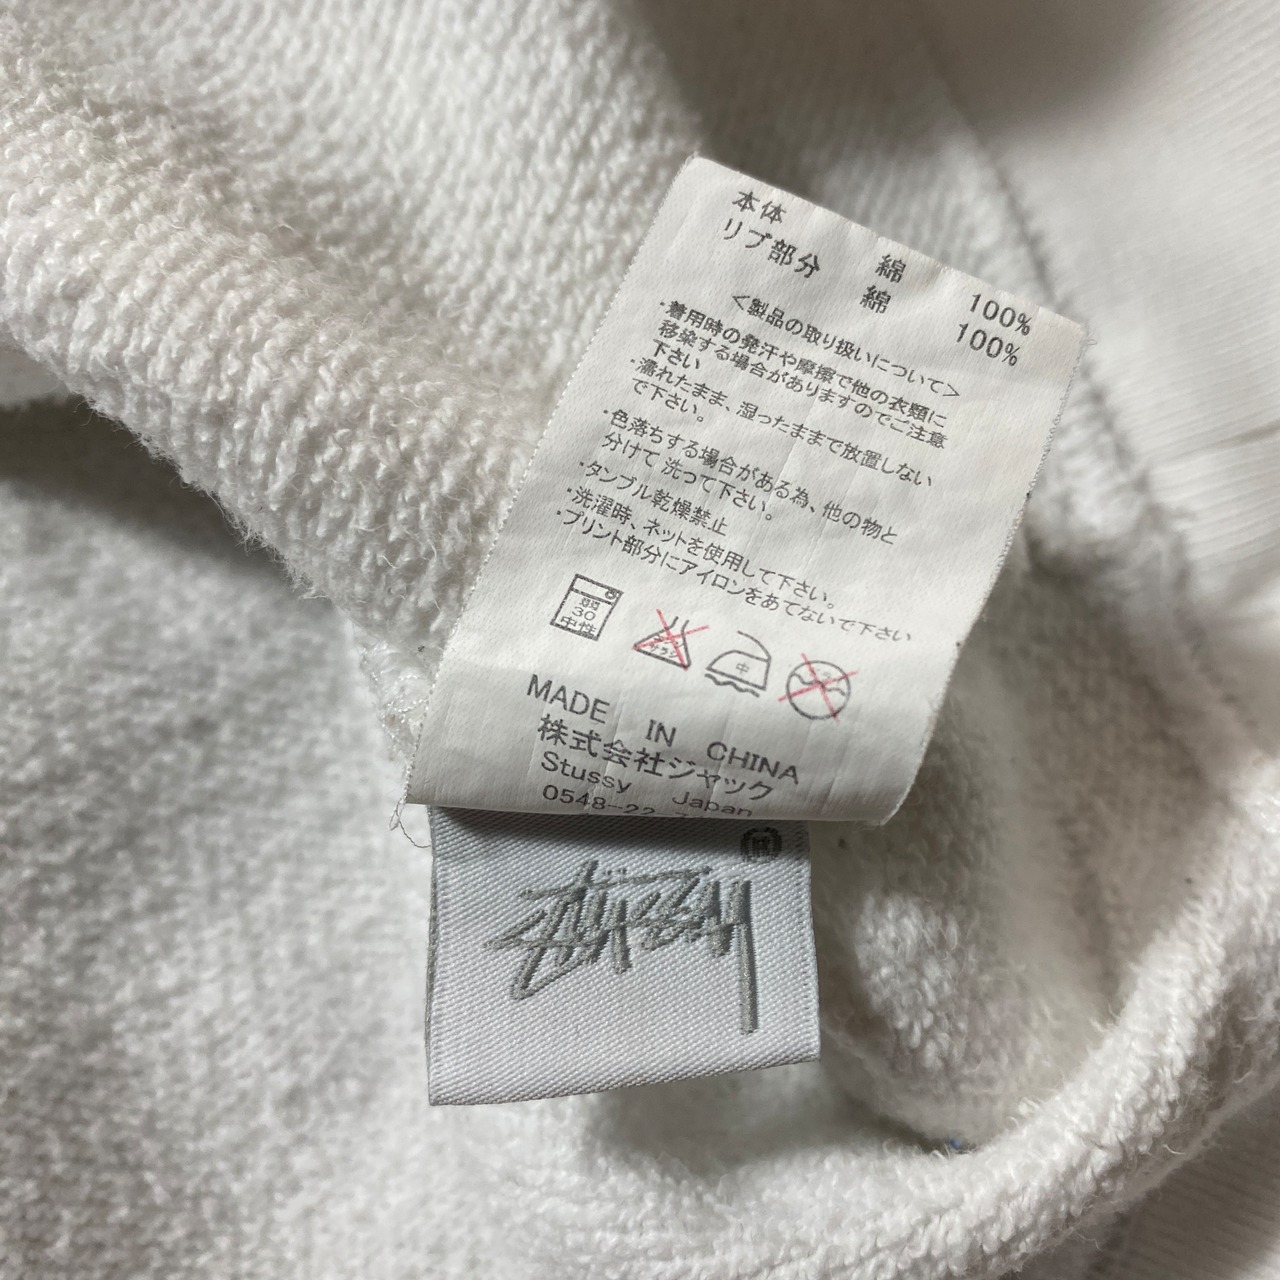 本体 綿 100%
リブ部分 綿 100%
<製品の取り扱いについて>
・着用時の発汗や摩擦で他の衣類に
移染する場合がありますのでご注意
下さい
・濡れたまま、湿ったままで放置しない
で下さい。
・色落ちする場合がある為、他の物と
分けて 洗って下さい。
・タンブル乾燥禁止
・洗濯時、ネットを使用して下さい。
・プリント部分にアイロンをあてないで下さい
弱
30
中性
中
MADE IN CHINA
株式会社ジャック
Stussy Japan
0548-22
STÜSSY